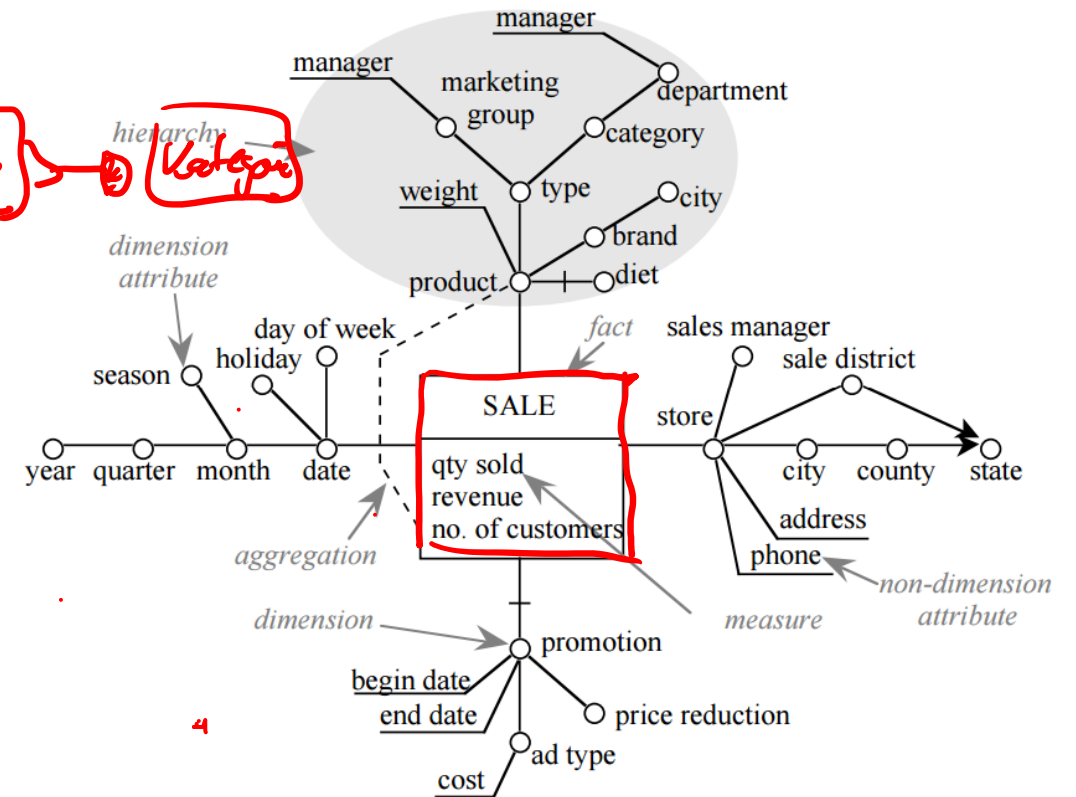 manager
manager
marketing
group
department
category
hierarchy
weight
type
city
brand
product
diet
dimension
attribute
fact
sales manager
day of week
holiday
sale district
season
SALE
store
year
quarter
month
date
qty sold
revenue
no. of customers
city
county
state
address
phone
aggregation
non-dimension
attribute
dimension
measure
promotion
begin date
end date
price reduction
ad type
cost